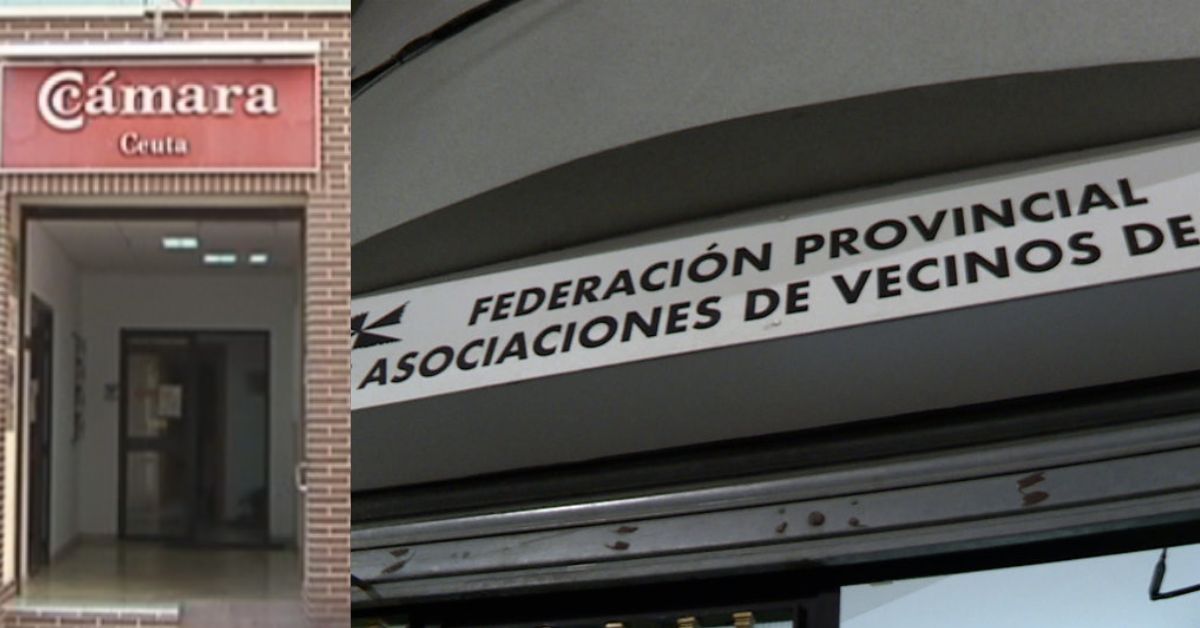 Cámara
Ceuta
FEDERACIÓN PROVINCIAL
ASOCIACIONES DE VECINOS DE